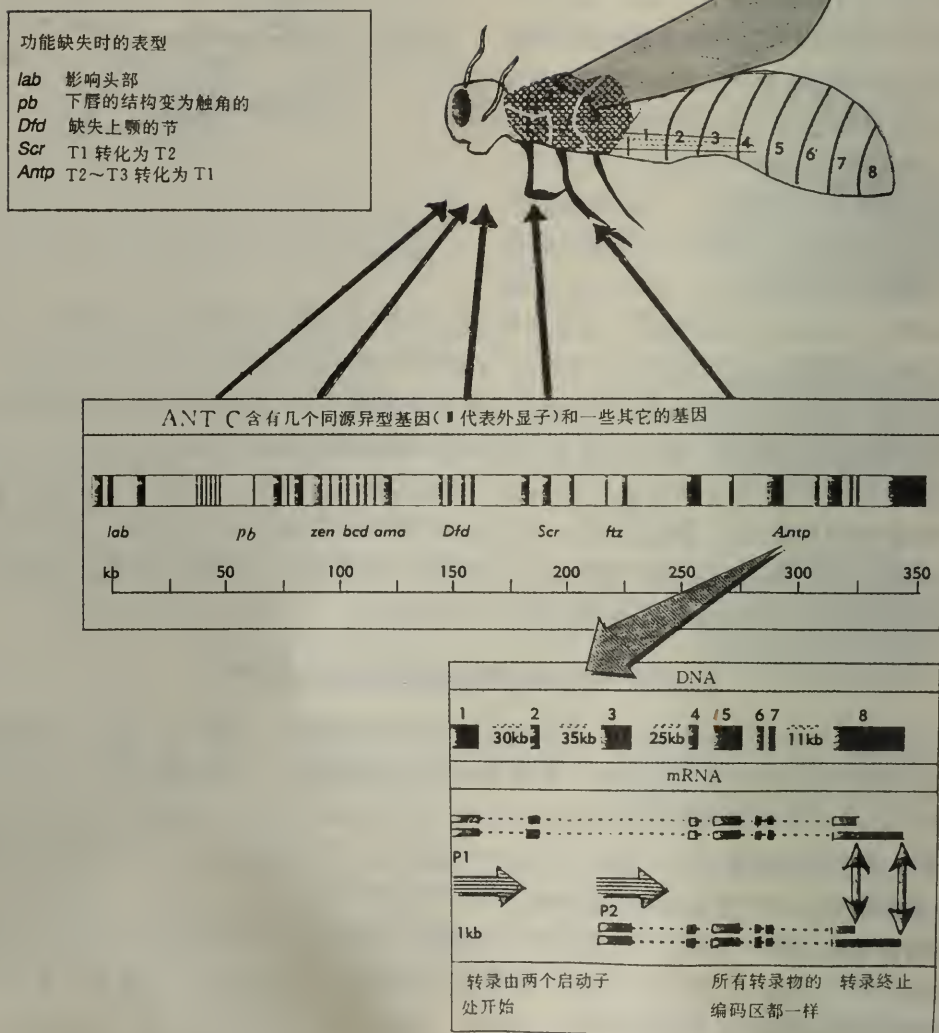 功能缺失时的表型
lab 影响头部
pb 下唇的结构变为触角的
Dfd 缺失上颚的节
Scr T1 转化为 T2
Antp T2～T3 转化为 T1
1 2 3 4 5 6 7 8
ANT C 含有几个同源异型基因(▮代表外显子)和一些其它的基因
lab pb zen bcd ama Dfd Scr ftz Antp
kb 50 100 150 200 250 300 350
DNA
1 2 3 4 5 6 7 8
30kb 35kb 25kb 11kb
mRNA
P1
P2
1kb
转录由两个启动子 所有转录物的 转录终止
处开始 编码区都一样